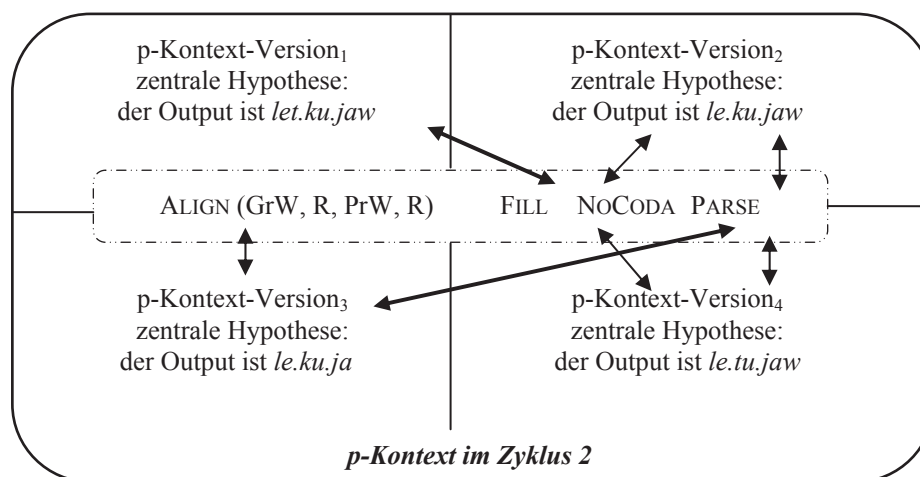 p-Kontext-Version₁
zentrale Hypothese:
der Output ist let.ku.jaw
p-Kontext-Version₂
zentrale Hypothese:
der Output ist le.ku.jaw
ALIGN (GrW, R, PrW, R) FILL NOCODA PARSE
p-Kontext-Version₃
zentrale Hypothese:
der Output ist le.ku.ja
p-Kontext-Version₄
zentrale Hypothese:
der Output ist le.tu.jaw
p-Kontext im Zyklus 2